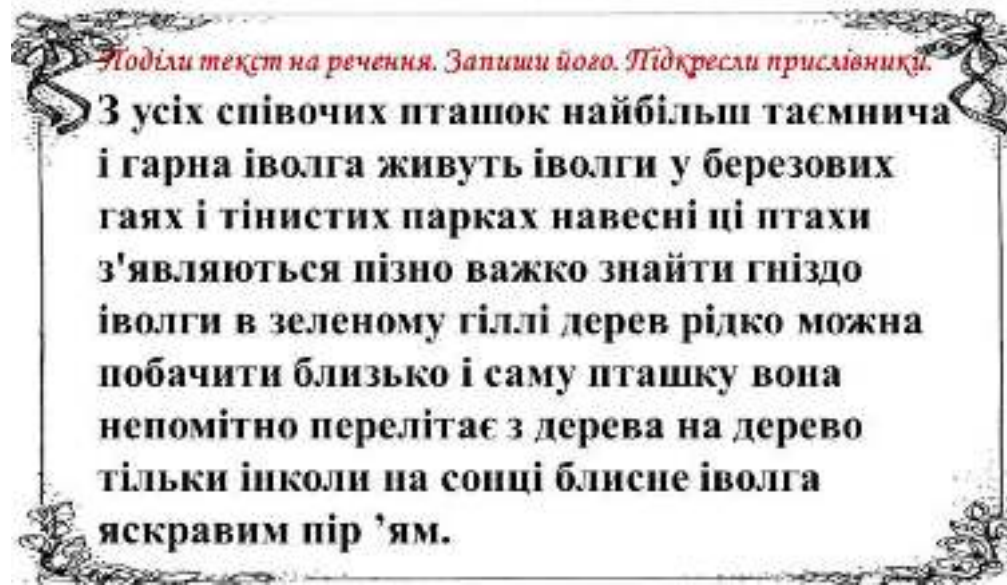 Поділи текст на речення. Запиши його. Підкресли прислівники.
З усіх співочих пташок найбільш таємнича
і гарна іволга живуть іволги у березових
гаях і тінистих парках навесні ці птахи
з'являються пізно важко знайти гніздо
іволги в зеленому гіллі дерев рідко можна
побачити близько і саму пташку вона
непомітно перелітає з дерева на дерево
тільки інколи на сонці блисне іволга
яскравим пір ’ям.